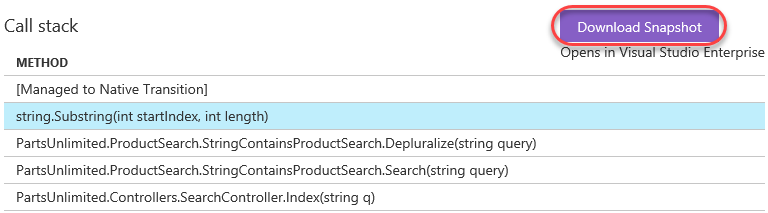 Call stack
Download Snapshot
Opens in Visual Studio Enterprise
METHOD
[Managed to Native Transition]
string.Substring(int startIndex, int length)
PartsUnlimited.ProductSearch.StringContainsProductSearch.Depluralize(string query)
PartsUnlimited.ProductSearch.StringContainsProductSearch.Search(string query)
PartsUnlimited.Controllers.SearchController.Index(string q)